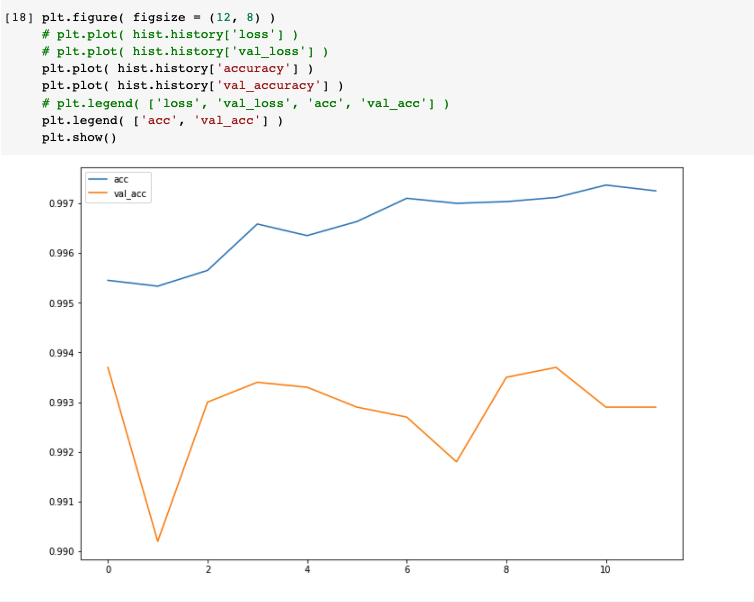 [18] plt.figure( figsize = (12, 8) )
# plt.plot( hist.history['loss'] )
# plt.plot( hist.history['val_loss'] )
plt.plot( hist.history['accuracy'] )
plt.plot( hist.history['val_accuracy'] )
# plt.legend( ['loss', 'val_loss', 'acc', 'val_acc'] )
plt.legend( ['acc', 'val_acc'] )
plt.show()
acc
val_acc
0.997
0.996
0.995
0.994
0.993
0.992
0.991
0.990
0 2 4 6 8 10